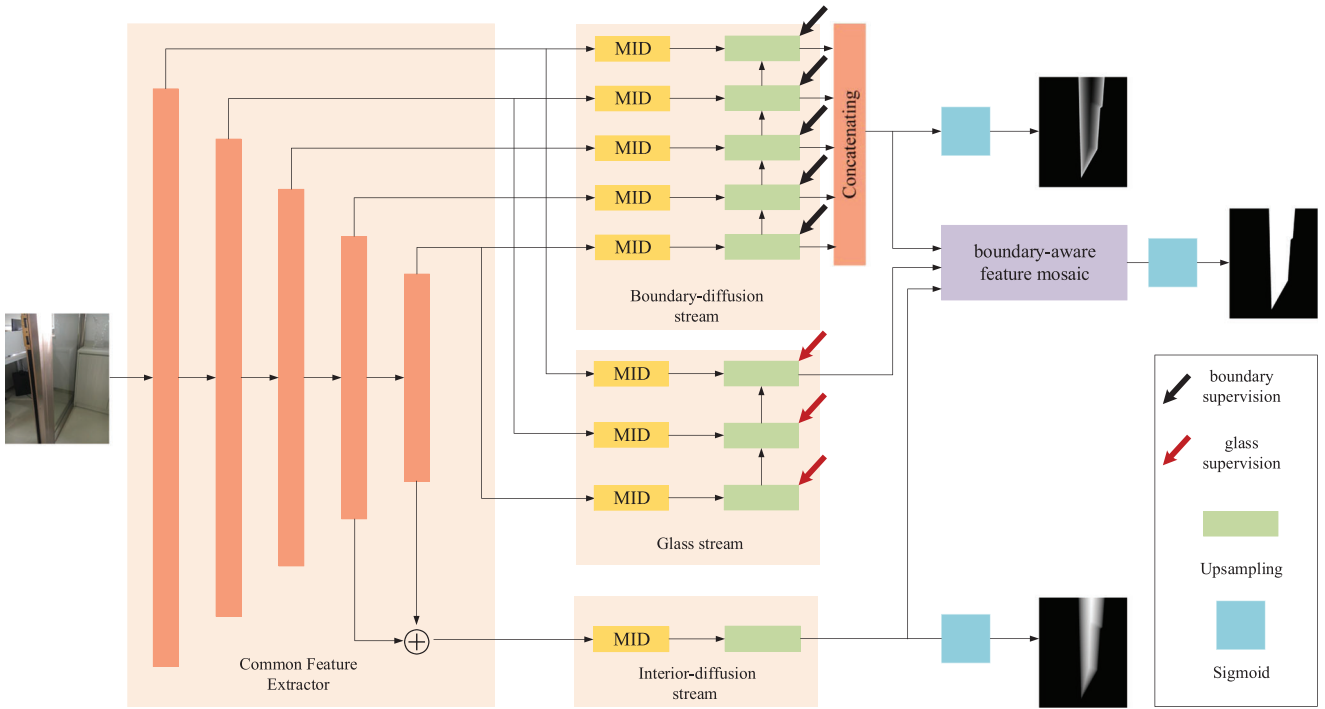 MID
MID
MID
MID
MID
Concatenating
Boundary-diffusion
stream
boundary-aware
feature mosaic
MID
MID
MID
Glass stream
MID
Interior-diffusion
stream
Common Feature
Extractor
boundary
supervision
glass
supervision
Upsampling
Sigmoid